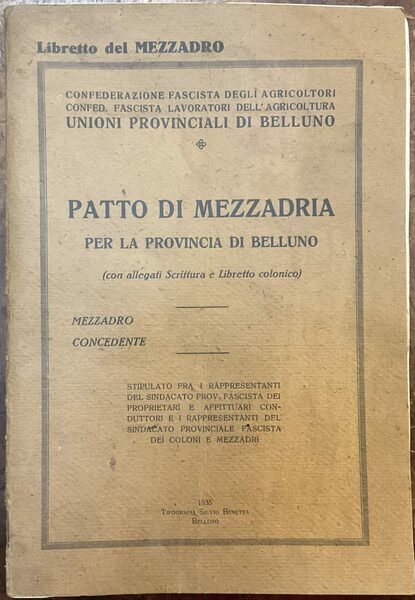 Libretto del MEZZADRO
CONFEDERAZIONE FASCISTA DEGLI AGRICOLTORI
CONFED. FASCISTA LAVORATORI DELL'AGRICOLTURA
UNIONI PROVINCIALI DI BELLUNO
PATTO DI MEZZADRIA
PER LA PROVINCIA DI BELLUNO
(con allegati Scrittura e Libretto colonico)
MEZZADRO
CONCEDENTE
STIPULATO FRA I RAPPRESENTANTI
DEL SINDACATO PROV. FASCISTA DEI
PROPRIETARI E AFFITTUARI CON-
DUTTORI E I RAPPRESENTANTI DEL
SINDACATO PROVINCIALE FASCISTA
DEI COLONI E MEZZADRI
1935
TIPOGRAFIA SILVIO BENETTA
BELLUNO